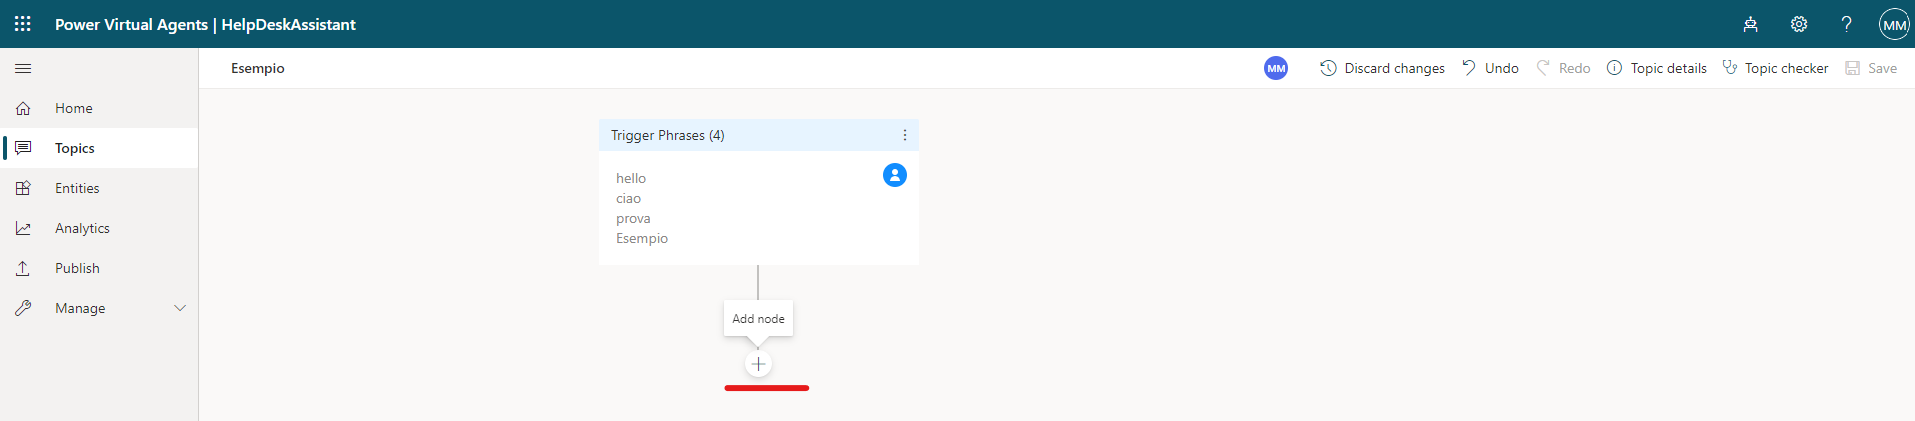 Power Virtual Agents | HelpDeskAssistant
MM
Esempio
MM
Discard changes
Undo
Redo
Topic details
Topic checker
Save
Home
Topics
Entities
Analytics
Publish
Manage
Trigger Phrases (4)
hello
ciao
prova
Esempio
Add node